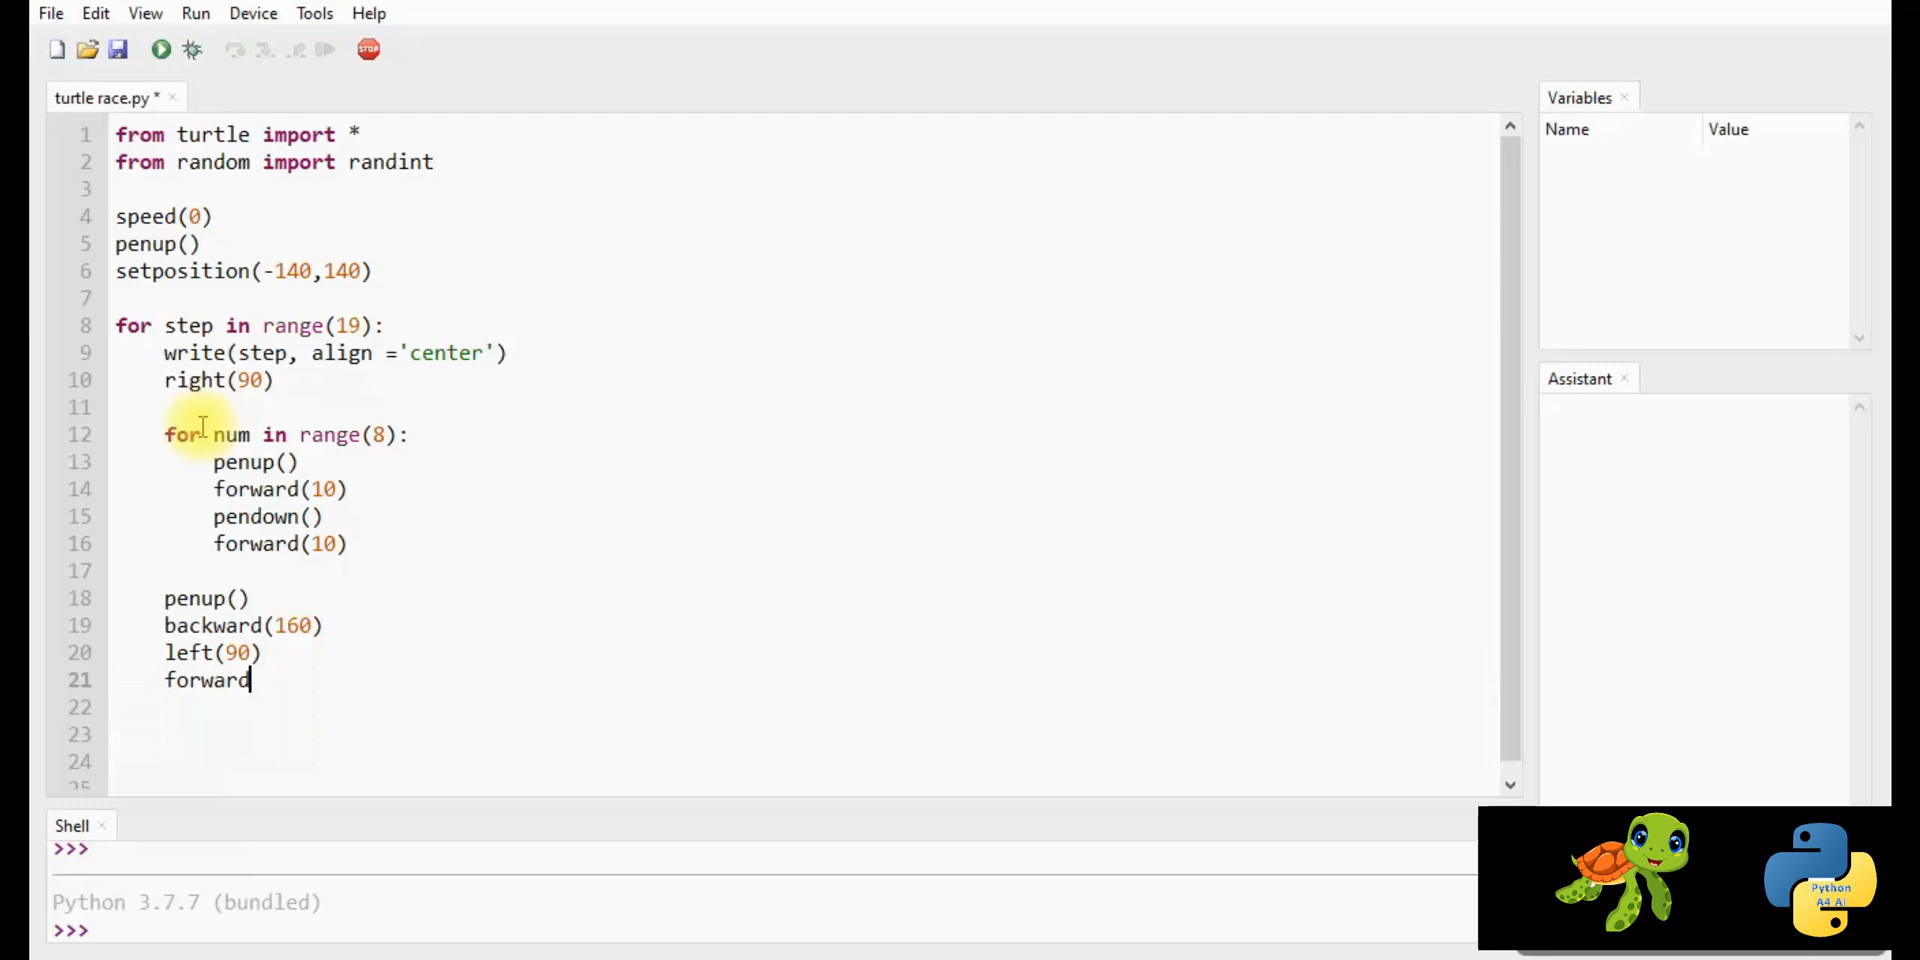 File Edit View Run Device Tools Help
STOP
turtle race.py * ×
1 from turtle import *
2 from random import randint
3
4 speed(0)
5 penup()
6 setposition(-140,140)
7
8 for step in range(19):
9     write(step, align ='center')
10     right(90)
11
12     for num in range(8):
13         penup()
14         forward(10)
15         pendown()
16         forward(10)
17
18     penup()
19     backward(160)
20     left(90)
21     forward
22
23
24
25
Variables ×
Name Value
Assistant ×
Shell ×
>>>
Python 3.7.7 (bundled)
>>>
Python
A4 AI